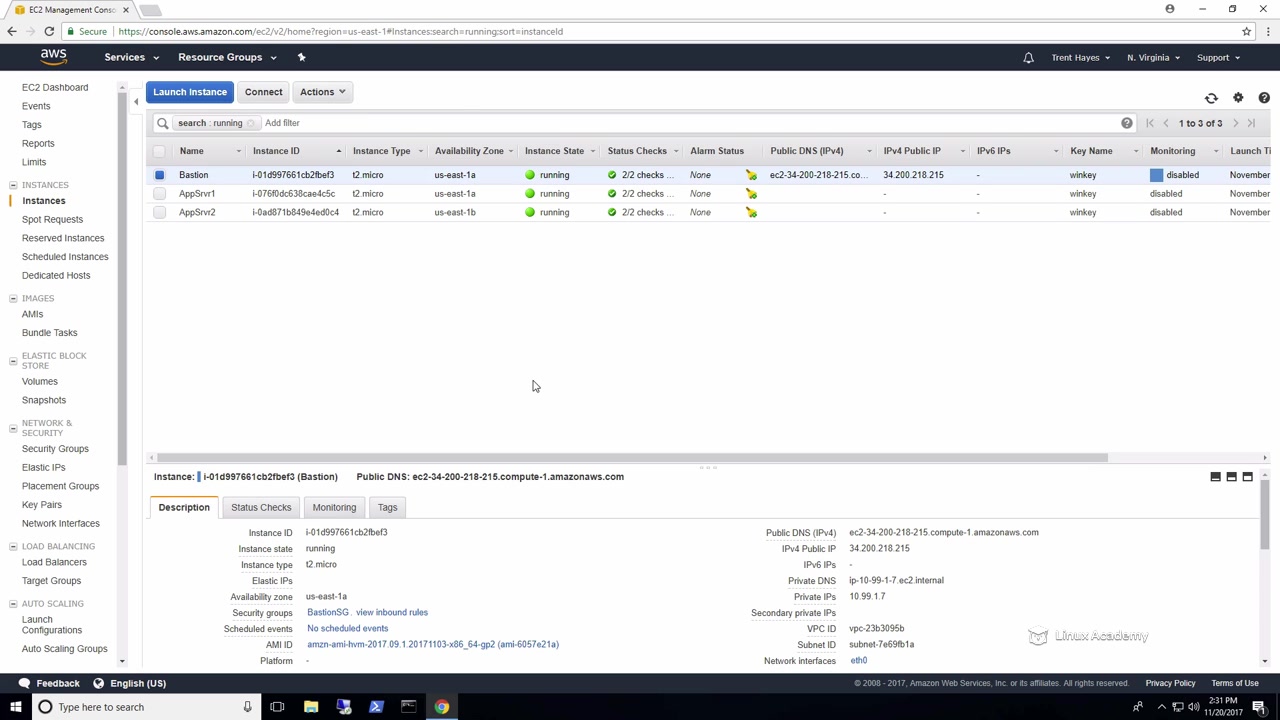 EC2 Management Conso
Secure https://console.aws.amazon.com/ec2/v2/home?region=us-east-1#Instances:search=running;sort=instanceId
aws Services Resource Groups Trent Hayes N. Virginia Support
EC2 Dashboard
Events
Tags
Reports
Limits
INSTANCES
Instances
Spot Requests
Reserved Instances
Scheduled Instances
Dedicated Hosts
IMAGES
AMIs
Bundle Tasks
ELASTIC BLOCK
STORE
Volumes
Snapshots
NETWORK &
SECURITY
Security Groups
Elastic IPs
Placement Groups
Key Pairs
Network Interfaces
LOAD BALANCING
Load Balancers
Target Groups
AUTO SCALING
Launch
Configurations
Auto Scaling Groups
Launch Instance Connect Actions
search : running Add filter 1 to 3 of 3
Name Instance ID Instance Type Availability Zone Instance State Status Checks Alarm Status Public DNS (IPv4) IPv4 Public IP IPv6 IPs Key Name Monitoring Launch Ti
Bastion i-01d997661cb2fbef3 t2.micro us-east-1a running 2/2 checks ... None ec2-34-200-218-215.co... 34.200.218.215 - winkey disabled November
AppSrvr1 i-076f0dc638cae4c5c t2.micro us-east-1a running 2/2 checks ... None - - winkey disabled November
AppSrvr2 i-0ad871b849e4ed0c4 t2.micro us-east-1b running 2/2 checks ... None - - winkey disabled November
Instance: i-01d997661cb2fbef3 (Bastion) Public DNS: ec2-34-200-218-215.compute-1.amazonaws.com
Description Status Checks Monitoring Tags
Instance ID i-01d997661cb2fbef3 Public DNS (IPv4) ec2-34-200-218-215.compute-1.amazonaws.com
Instance state running IPv4 Public IP 34.200.218.215
Instance type t2.micro IPv6 IPs -
Elastic IPs Private DNS ip-10-99-1-7.ec2.internal
Availability zone us-east-1a Private IPs 10.99.1.7
Security groups BastionSG . view inbound rules Secondary private IPs
Scheduled events No scheduled events VPC ID vpc-23b3095b
AMI ID amzn-ami-hvm-2017.09.1.20171103-x86_64-gp2 (ami-6057e21a) Subnet ID subnet-7e69fb1a
Platform - Network interfaces eth0
Linux Academy
Feedback English (US) © 2008 - 2017, Amazon Web Services, Inc. or its affiliates. All rights reserved. Privacy Policy Terms of Use
Type here to search 2:31 PM
11/20/2017